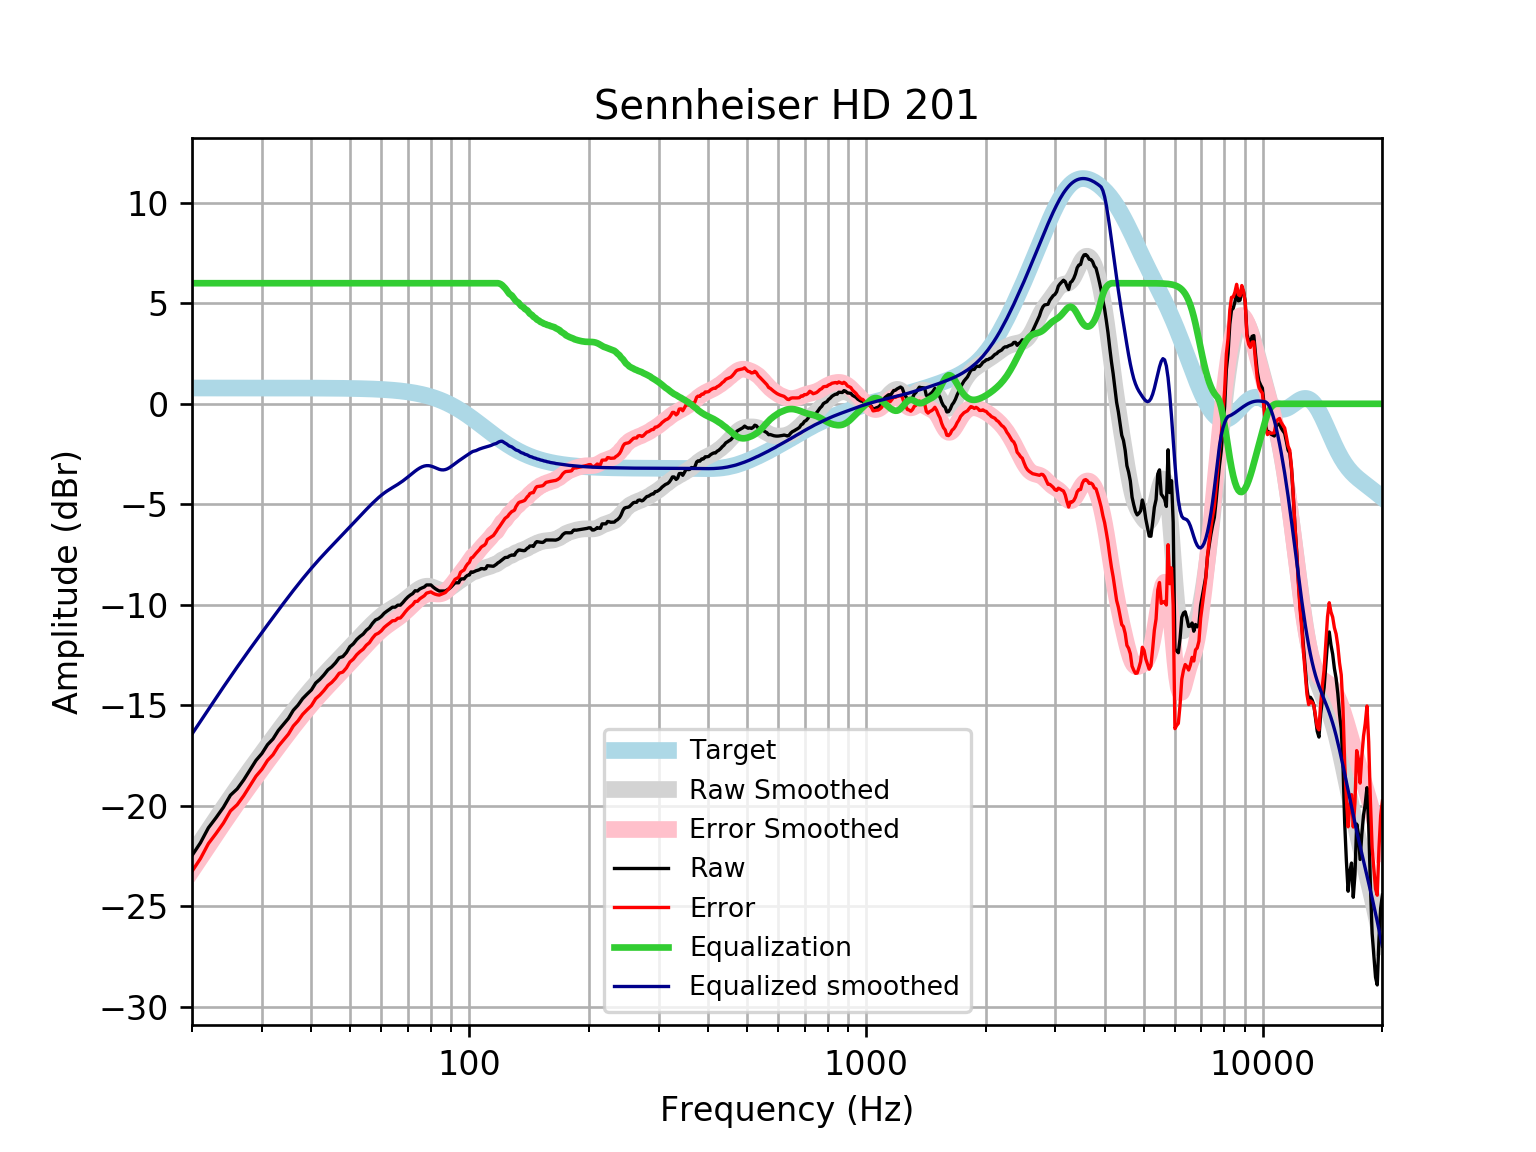 Sennheiser HD 201
10
5
0
−5
−10
−15
−20
−25
−30
Amplitude (dBr)
Target
Raw Smoothed
Error Smoothed
Raw
Error
Equalization
Equalized smoothed
100 1000 10000
Frequency (Hz)